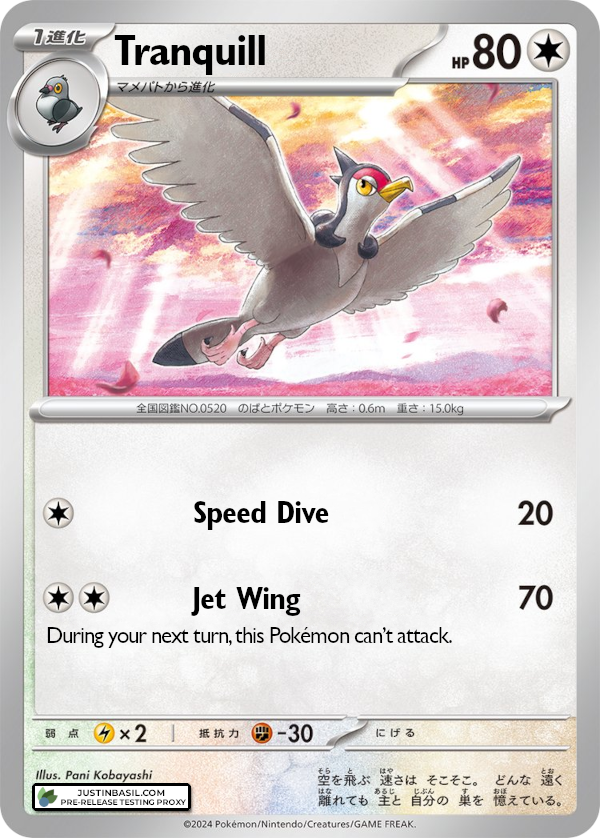 1進化 Tranquill HP 80
マメパトから進化
全国図鑑NO.0520 のばとポケモン 高さ:0.6m 重さ:15.0kg
Speed Dive 20
Jet Wing 70
During your next turn, this Pokémon can't attack.
弱点 ×2 抵抗力 -30 にげる
Illus. Pani Kobayashi
JUSTINBASIL.COM
PRE-RELEASE TESTING PROXY
空を飛ぶ 速さは そこそこ。 どんな 遠く
離れても 主と 自分の 巣を 憶えている。
©2024 Pokémon/Nintendo/Creatures/GAME FREAK.